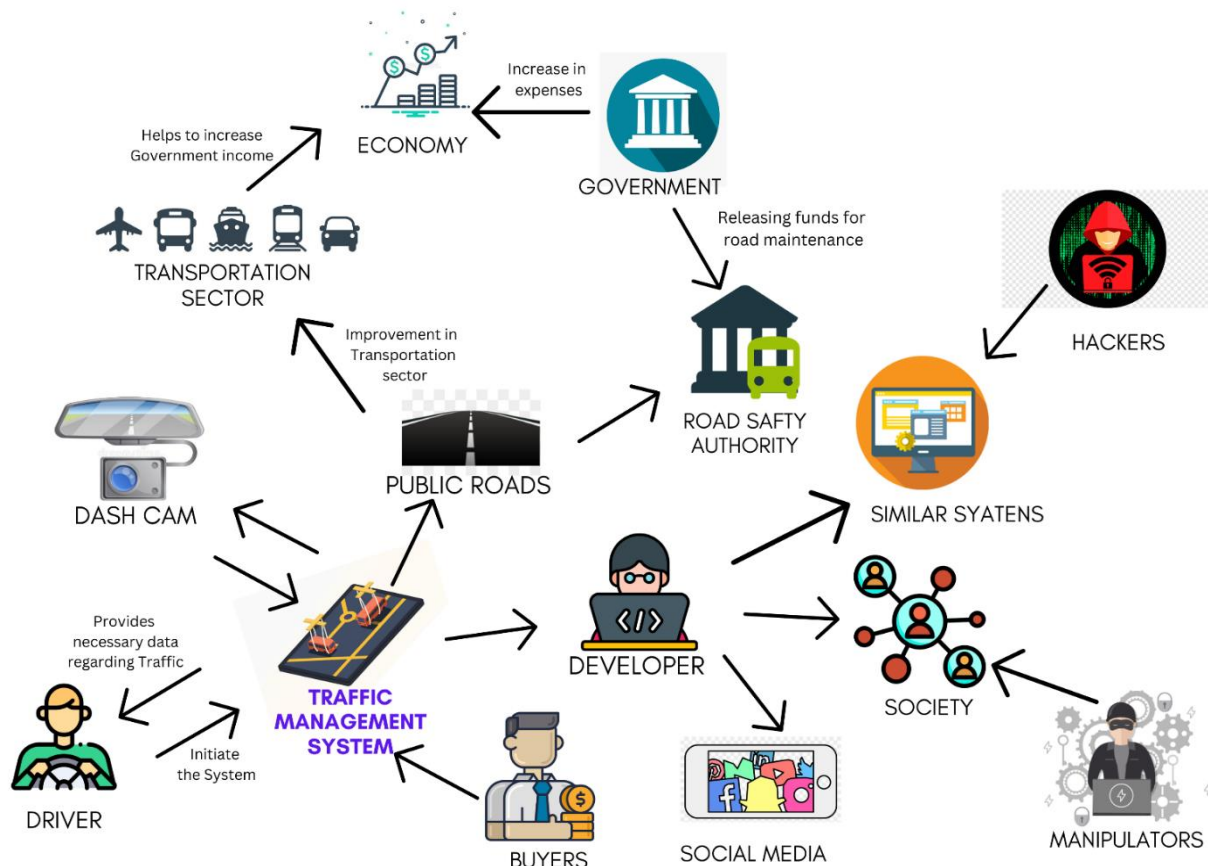 Increase in
expenses
ECONOMY
Helps to increase
Government income
GOVERNMENT
Releasing funds for
road maintenance
TRANSPORTATION
SECTOR
HACKERS
Improvement in
Transportation
sector
ROAD SAFTY
AUTHORITY
PUBLIC ROADS
DASH CAM
SIMILAR SYATENS
Provides
necessary data
regarding Traffic
</>
DEVELOPER
TRAFFIC
MANAGEMENT
SYSTEM
SOCIETY
Initiate
the System
DRIVER
BUYERS
SOCIAL MEDIA
MANIPULATORS